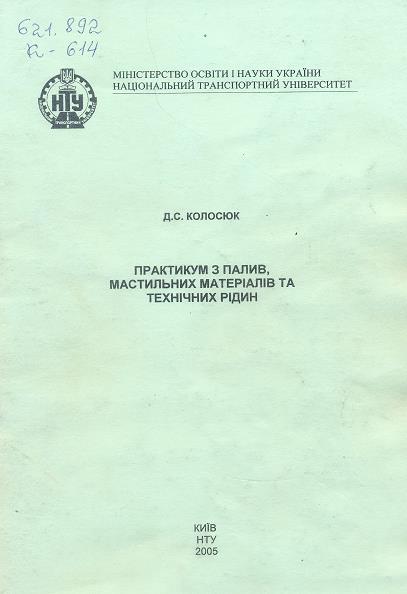 621.892
К-614
НТУ
МІНІСТЕРСТВО ОСВІТИ І НАУКИ УКРАЇНИ
НАЦІОНАЛЬНИЙ ТРАНСПОРТНИЙ УНІВЕРСИТЕТ
Д.С. КОЛОСЮК
ПРАКТИКУМ З ПАЛИВ,
МАСТИЛЬНИХ МАТЕРІАЛІВ ТА
ТЕХНІЧНИХ РІДИН
КИЇВ
НТУ
2005